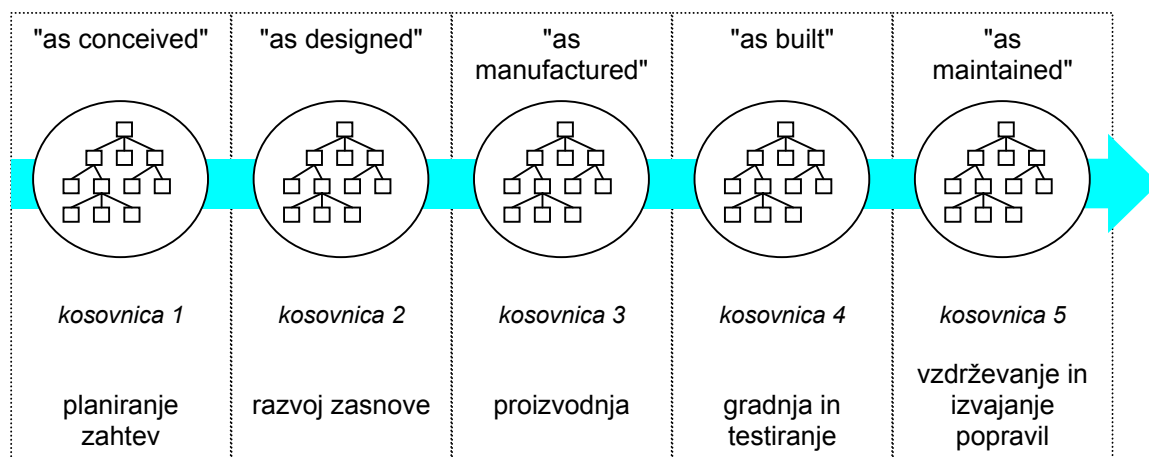 "as conceived"
"as designed"
"as
manufactured"
"as built"
"as
maintained"
kosovnica 1
kosovnica 2
kosovnica 3
kosovnica 4
kosovnica 5
planiranje
zahtev
razvoj zasnove
proizvodnja
gradnja in
testiranje
vzdrževanje in
izvajanje
popravil